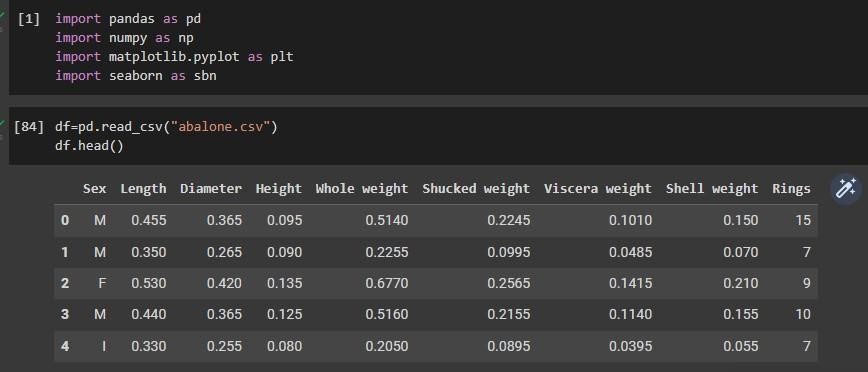 [1] import pandas as pd
import numpy as np
import matplotlib.pyplot as plt
import seaborn as sbn
[84] df=pd.read_csv("abalone.csv")
df.head()
Sex Length Diameter Height Whole weight Shucked weight Viscera weight Shell weight Rings
0 M 0.455 0.365 0.095 0.5140 0.2245 0.1010 0.150 15
1 M 0.350 0.265 0.090 0.2255 0.0995 0.0485 0.070 7
2 F 0.530 0.420 0.135 0.6770 0.2565 0.1415 0.210 9
3 M 0.440 0.365 0.125 0.5160 0.2155 0.1140 0.155 10
4 I 0.330 0.255 0.080 0.2050 0.0895 0.0395 0.055 7